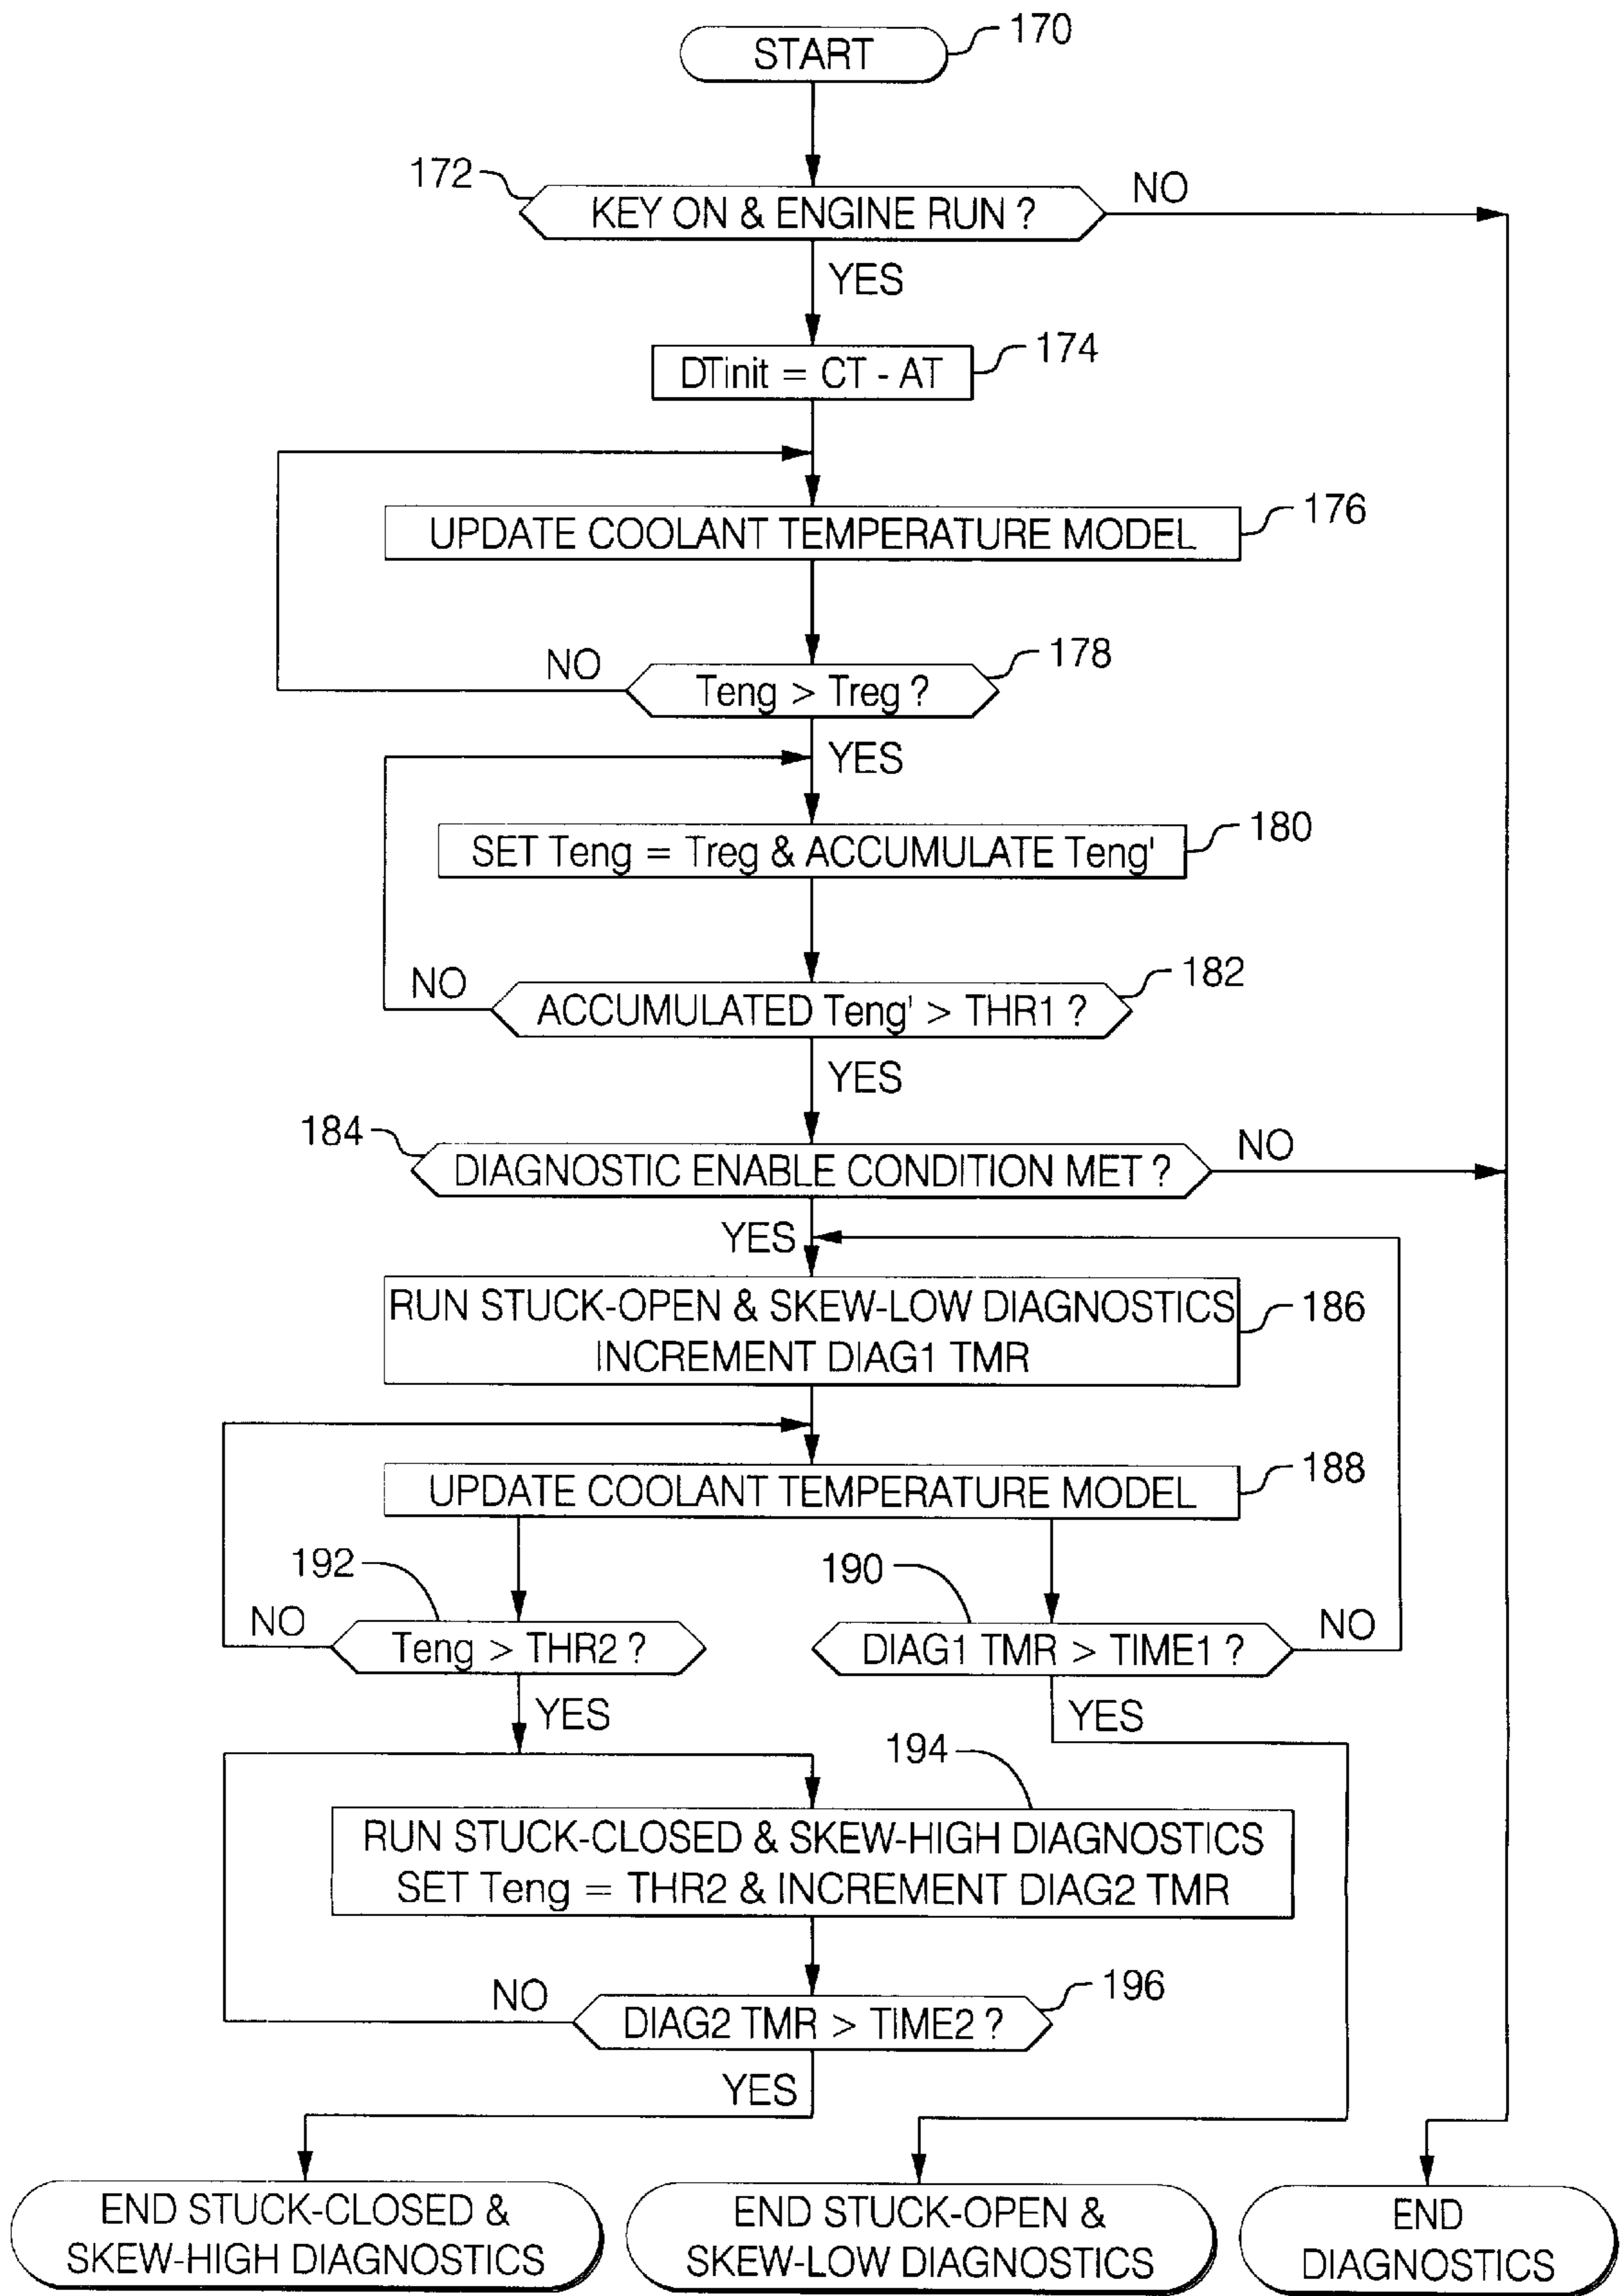 START
170
172
KEY ON & ENGINE RUN ?
NO
YES
DTinit = CT - AT
174
UPDATE COOLANT TEMPERATURE MODEL
176
NO
Teng > Treg ?
178
YES
SET Teng = Treg & ACCUMULATE Teng'
180
NO
ACCUMULATED Teng' > THR1 ?
182
YES
184
DIAGNOSTIC ENABLE CONDITION MET ?
NO
YES
RUN STUCK-OPEN & SKEW-LOW DIAGNOSTICS
INCREMENT DIAG1 TMR
186
UPDATE COOLANT TEMPERATURE MODEL
188
192
NO
Teng > THR2 ?
YES
190
DIAG1 TMR > TIME1 ?
NO
YES
194
RUN STUCK-CLOSED & SKEW-HIGH DIAGNOSTICS
SET Teng = THR2 & INCREMENT DIAG2 TMR
NO
DIAG2 TMR > TIME2 ?
196
YES
END STUCK-CLOSED &
SKEW-HIGH DIAGNOSTICS
END STUCK-OPEN &
SKEW-LOW DIAGNOSTICS
END
DIAGNOSTICS